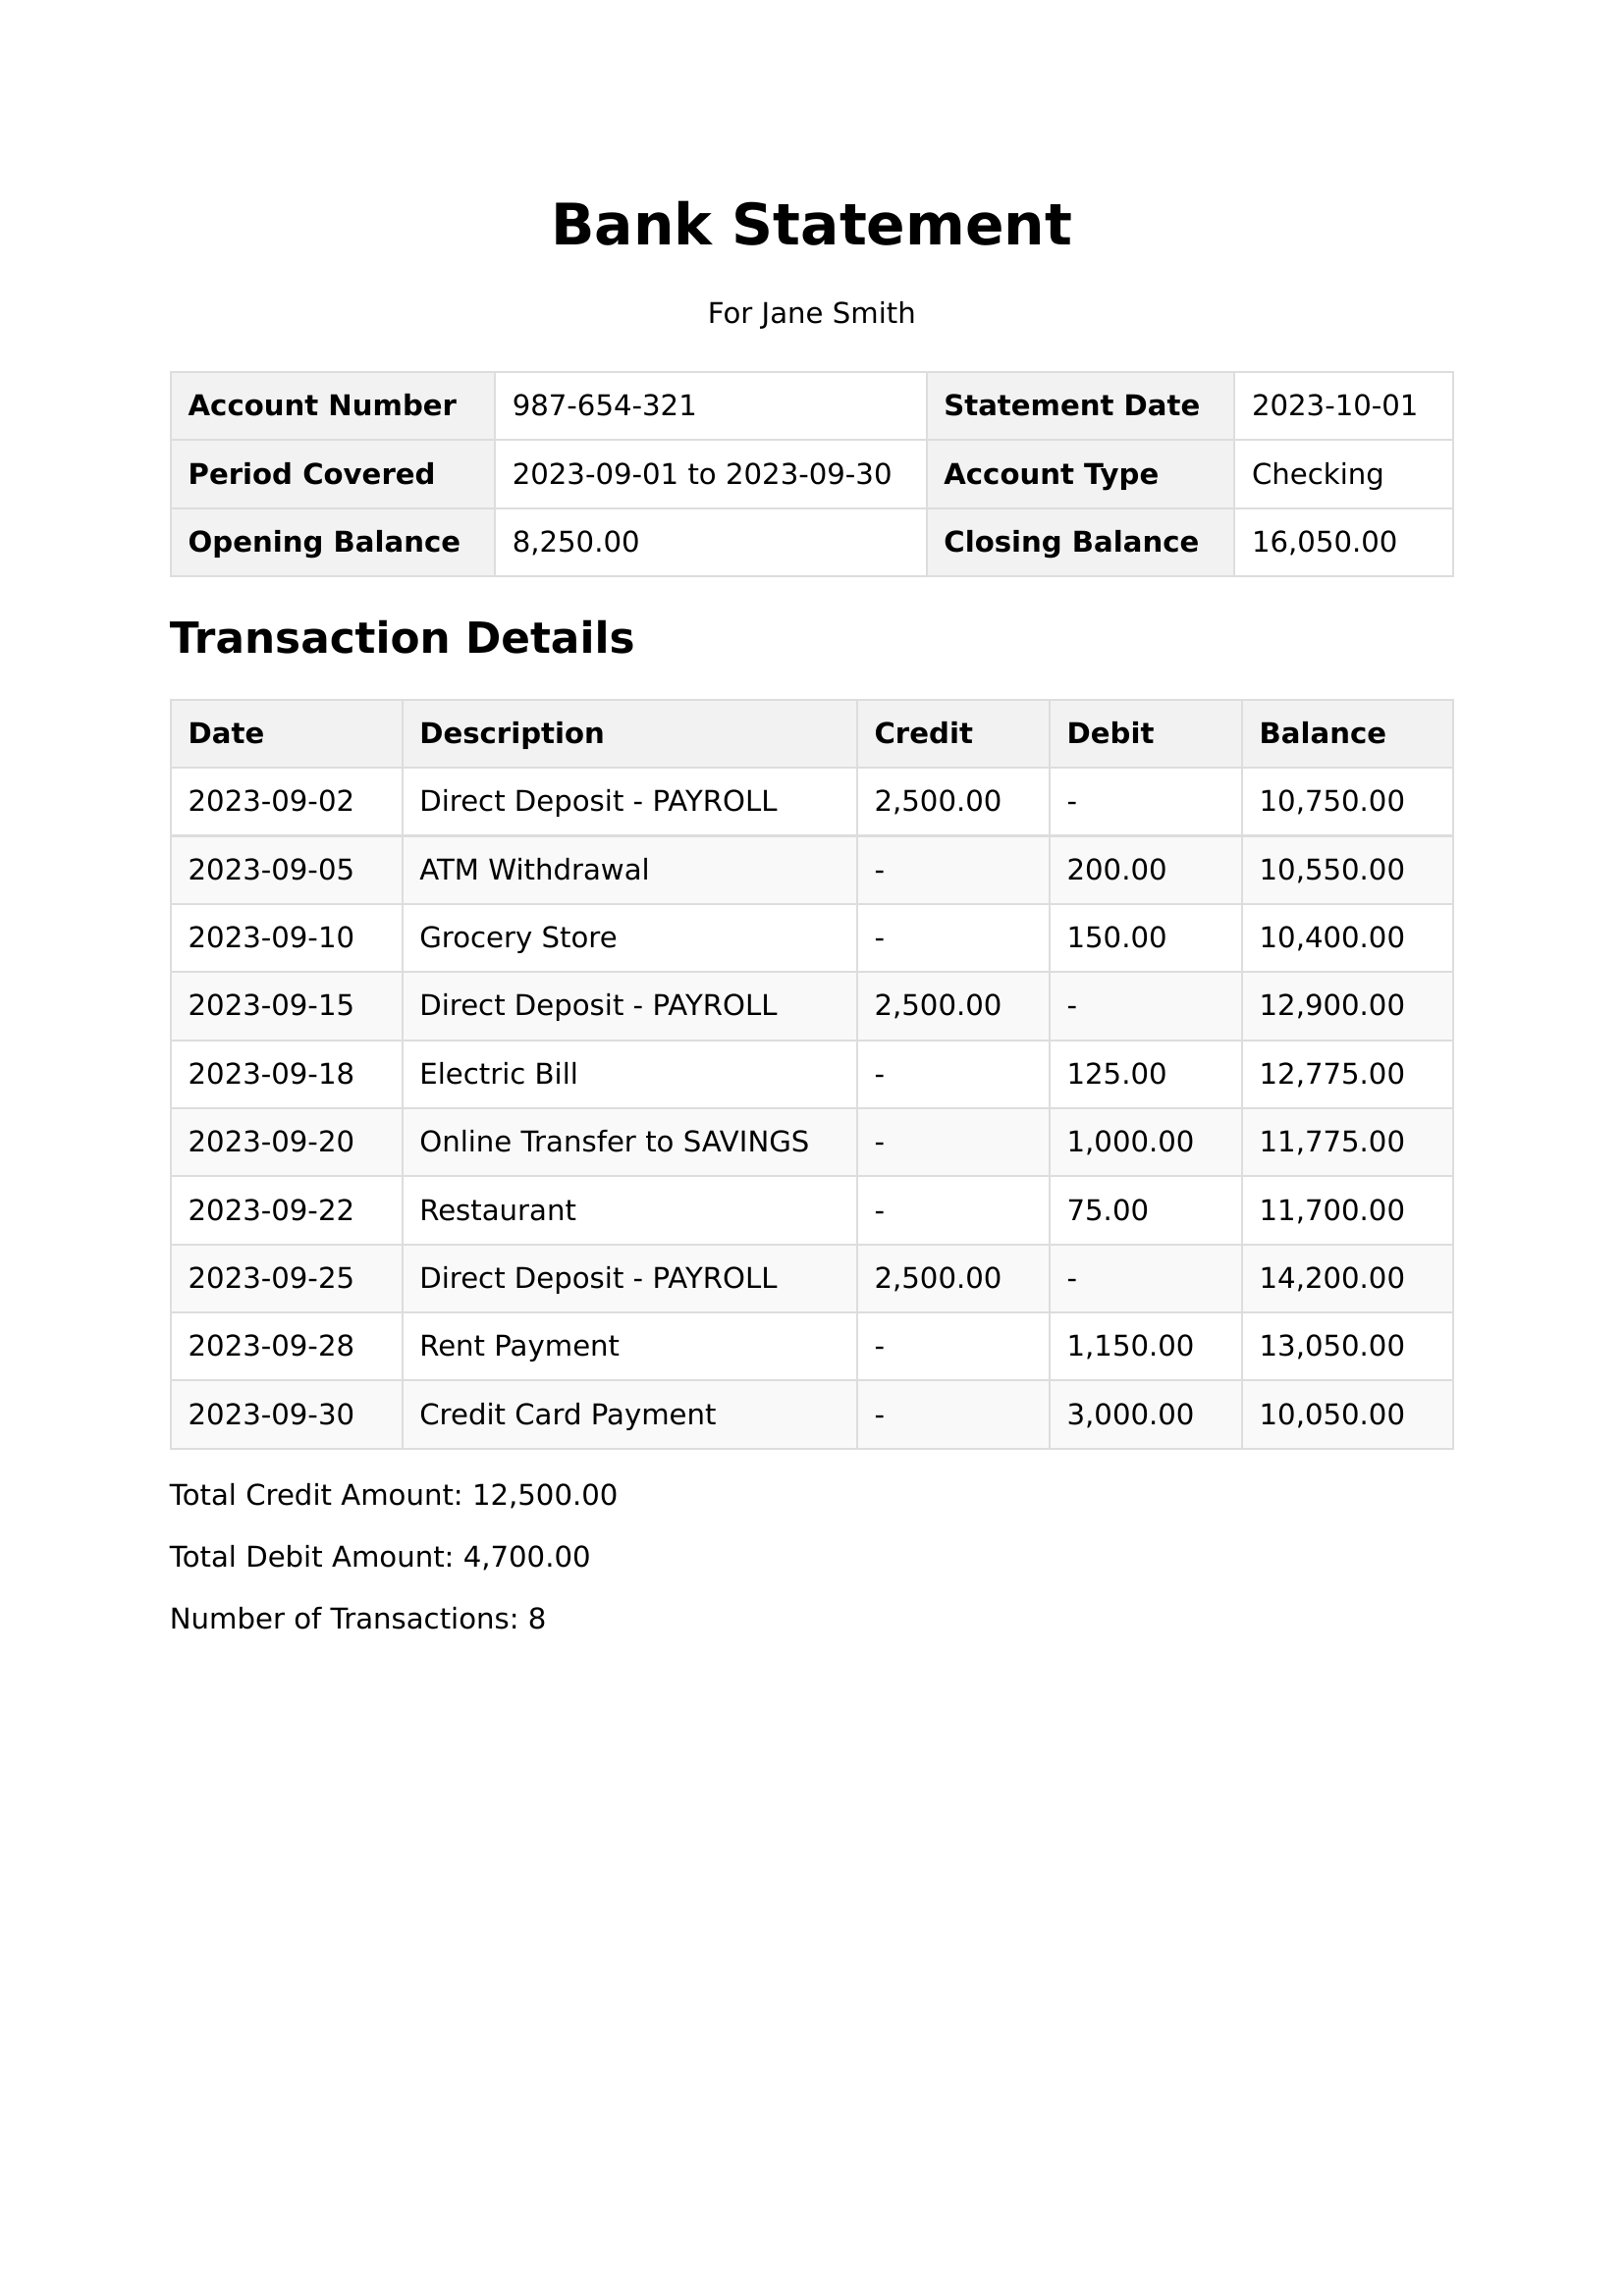 Bank Statement
For Jane Smith
Account Number 987-654-321 Statement Date 2023-10-01
Period Covered 2023-09-01 to 2023-09-30 Account Type Checking
Opening Balance 8,250.00 Closing Balance 16,050.00
Transaction Details
Date Description Credit Debit Balance
2023-09-02 Direct Deposit - PAYROLL 2,500.00 - 10,750.00
2023-09-05 ATM Withdrawal - 200.00 10,550.00
2023-09-10 Grocery Store - 150.00 10,400.00
2023-09-15 Direct Deposit - PAYROLL 2,500.00 - 12,900.00
2023-09-18 Electric Bill - 125.00 12,775.00
2023-09-20 Online Transfer to SAVINGS - 1,000.00 11,775.00
2023-09-22 Restaurant - 75.00 11,700.00
2023-09-25 Direct Deposit - PAYROLL 2,500.00 - 14,200.00
2023-09-28 Rent Payment - 1,150.00 13,050.00
2023-09-30 Credit Card Payment - 3,000.00 10,050.00
Total Credit Amount: 12,500.00
Total Debit Amount: 4,700.00
Number of Transactions: 8